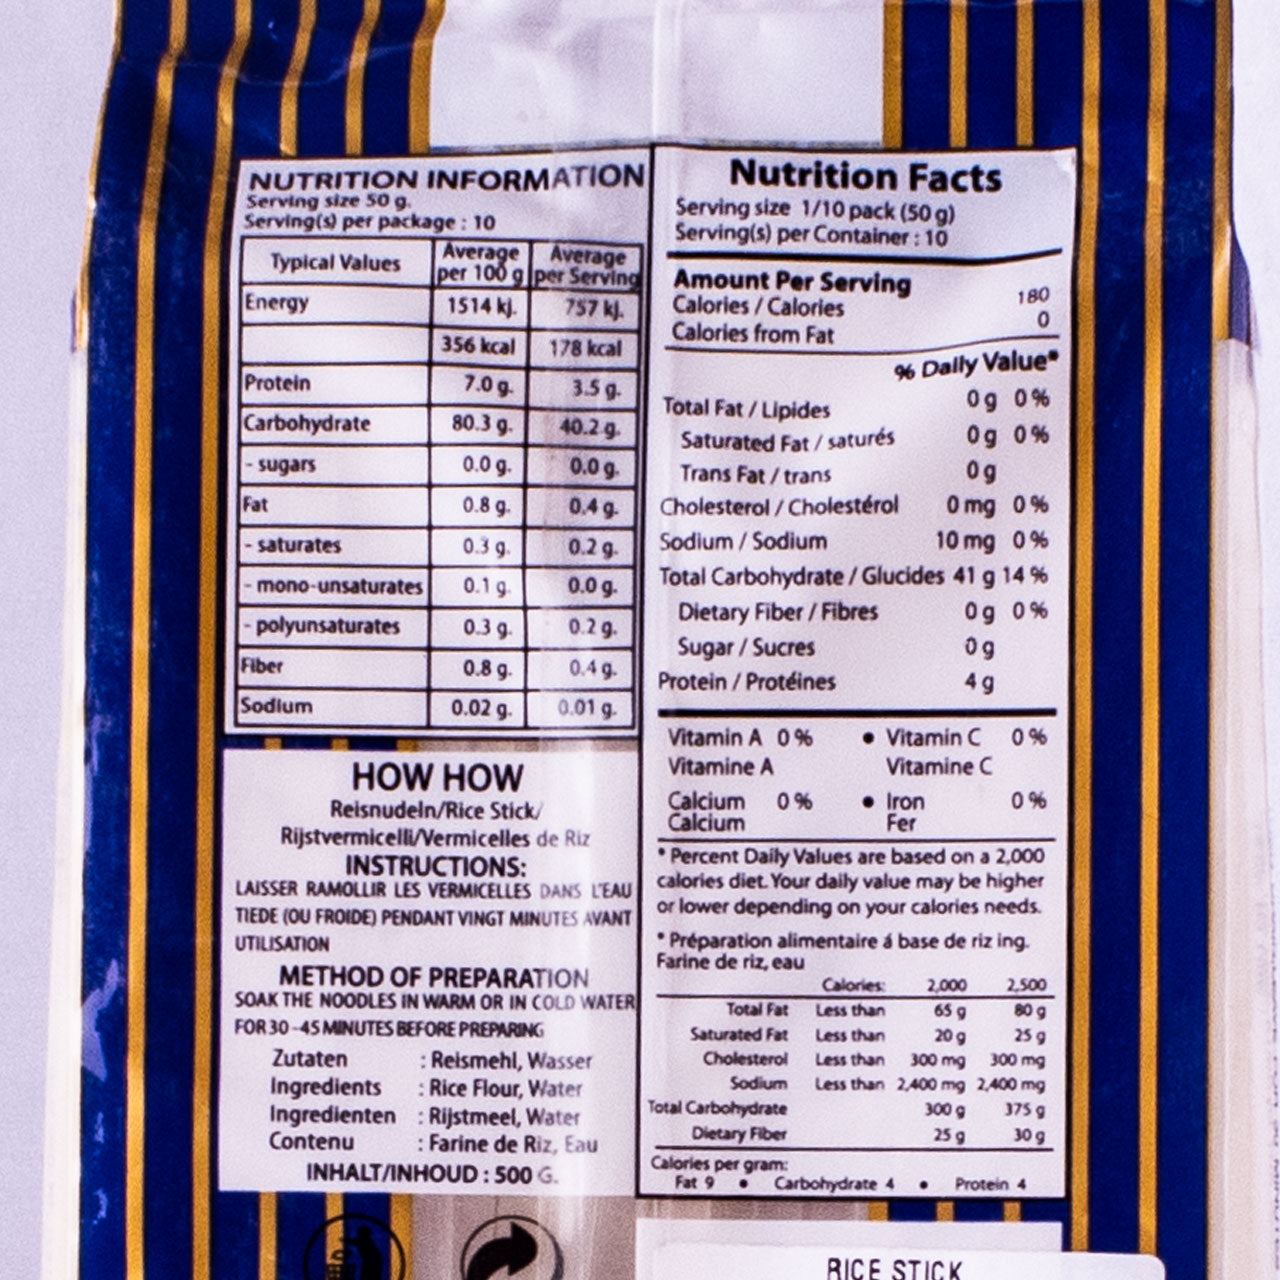 NUTRITION INFORMATION
Serving size 50 g.
Serving(s) per package : 10
Typical Values Average per 100 g Average per Serving
Energy 1514 kj. 757 kj.
356 kcal 178 kcal
Protein 7.0 g. 3.5 g.
Carbohydrate 80.3 g. 40.2 g.
- sugars 0.0 g. 0.0 g.
Fat 0.8 g. 0.4 g.
- saturates 0.3 g. 0.2 g.
- mono-unsaturates 0.1 g. 0.0 g.
- polyunsaturates 0.3 g. 0.2 g.
Fiber 0.8 g. 0.4 g.
Sodium 0.02 g. 0.01 g.
HOW HOW
Reisnudeln/Rice Stick/
Rijstvermicelli/Vermicelles de Riz
INSTRUCTIONS:
LAISSER RAMOLLIR LES VERMICELLES DANS L'EAU
TIEDE (OU FROIDE) PENDANT VINGT MINUTES AVANT
UTILISATION
METHOD OF PREPARATION
SOAK THE NOODLES IN WARM OR IN COLD WATER
FOR 30 -45 MINUTES BEFORE PREPARING
Zutaten : Reismehl, Wasser
Ingredients : Rice Flour, Water
Ingredienten : Rijstmeel, Water
Contenu : Farine de Riz, Eau
INHALT/INHOUD : 500 G.
Nutrition Facts
Serving size 1/10 pack (50 g)
Serving(s) per Container : 10
Amount Per Serving
Calories / Calories 180
Calories from Fat 0
% Daily Value*
Total Fat / Lipides 0 g 0 %
Saturated Fat / saturés 0 g 0 %
Trans Fat / trans 0 g
Cholesterol / Cholestérol 0 mg 0 %
Sodium / Sodium 10 mg 0 %
Total Carbohydrate / Glucides 41 g 14 %
Dietary Fiber / Fibres 0 g 0 %
Sugar / Sucres 0 g
Protein / Protéines 4 g
Vitamin A 0 % • Vitamin C 0 %
Vitamine A Vitamine C
Calcium 0 % • Iron 0 %
Calcium Fer
* Percent Daily Values are based on a 2,000
calories diet. Your daily value may be higher
or lower depending on your calories needs.
* Préparation alimentaire á base de riz ing.
Farine de riz, eau
Calories: 2,000 2,500
Total Fat Less than 65 g 80 g
Saturated Fat Less than 20 g 25 g
Cholesterol Less than 300 mg 300 mg
Sodium Less than 2,400 mg 2,400 mg
Total Carbohydrate 300 g 375 g
Dietary Fiber 25 g 30 g
Calories per gram:
Fat 9 • Carbohydrate 4 • Protein 4
RICE STICK